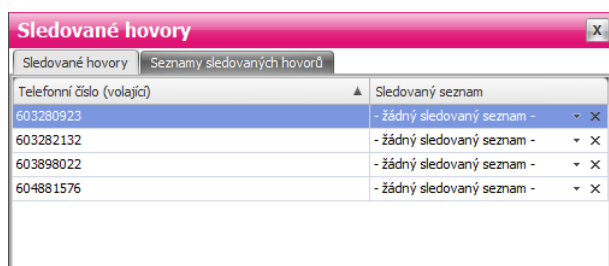 Sledované hovory x
Sledované hovory Seznamy sledovaných hovorů
Telefonní číslo (volající) Sledovaný seznam
603280923 - žádný sledovaný seznam -
603282132 - žádný sledovaný seznam -
603898022 - žádný sledovaný seznam -
604881576 - žádný sledovaný seznam -